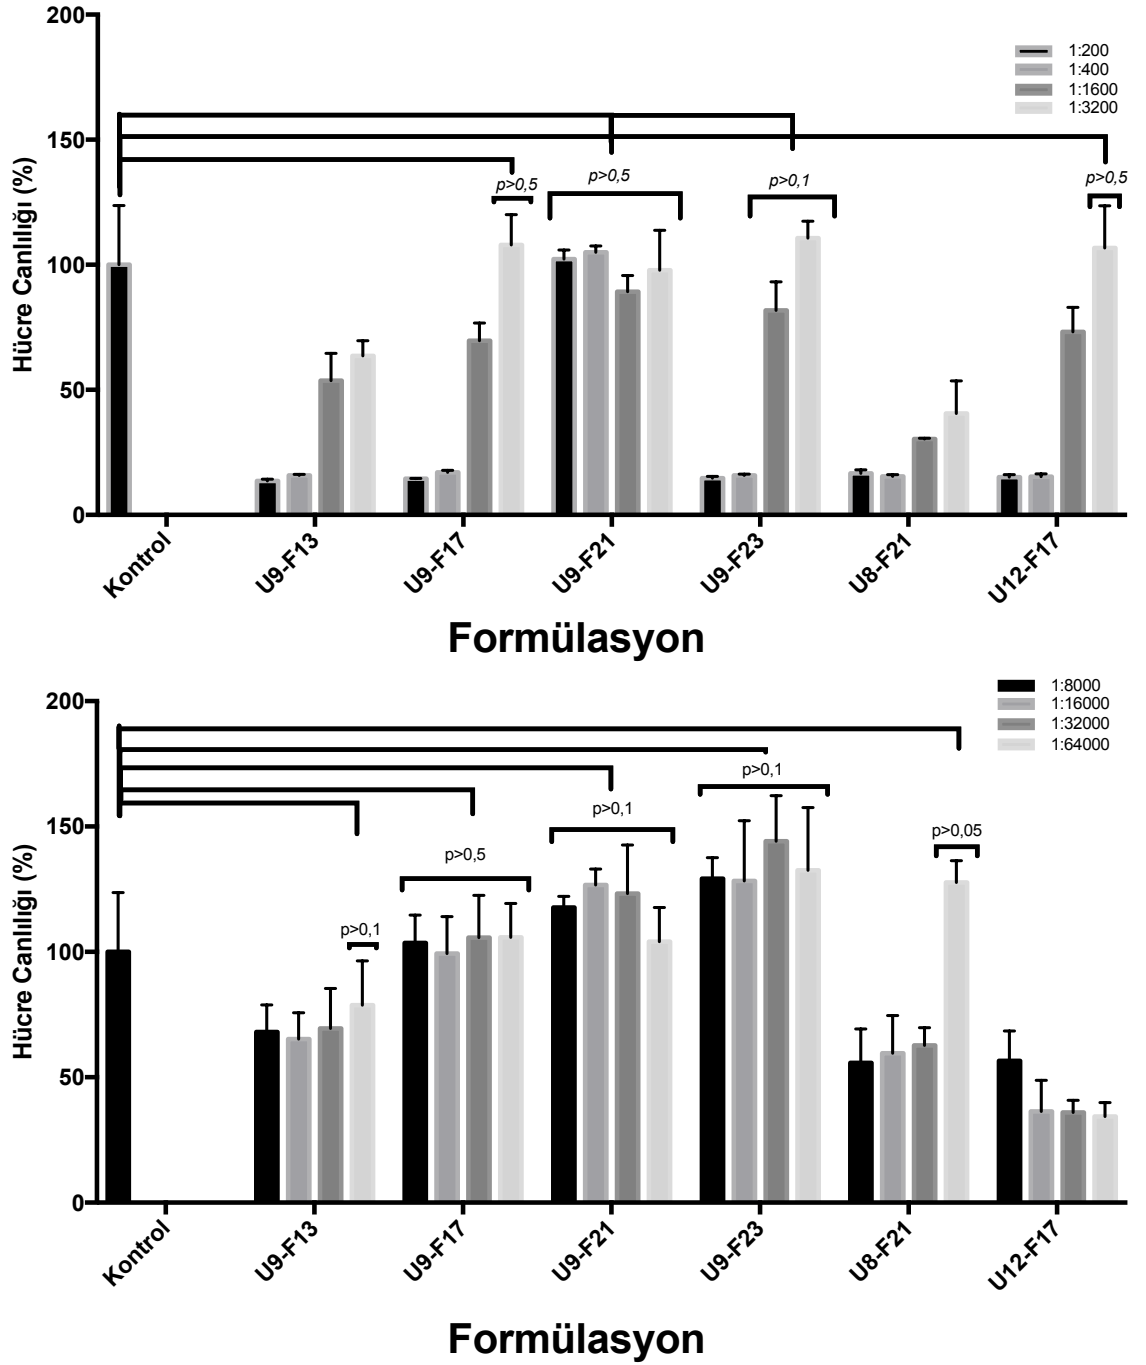 200
1:200
1:400
1:1600
1:3200
150
p>0,5
p>0,5
p>0,1
p>0,5
100
50
0
Hücre Canlılığı (%)
Kontrol
U9-F13
U9-F17
U9-F21
U9-F23
U8-F21
U12-F17
Formülasyon
200
1:8000
1:16000
1:32000
1:64000
p>0,1
p>0,1
150
p>0,05
p>0,5
p>0,1
100
50
0
Hücre Canlılığı (%)
Kontrol
U9-F13
U9-F17
U9-F21
U9-F23
U8-F21
U12-F17
Formülasyon